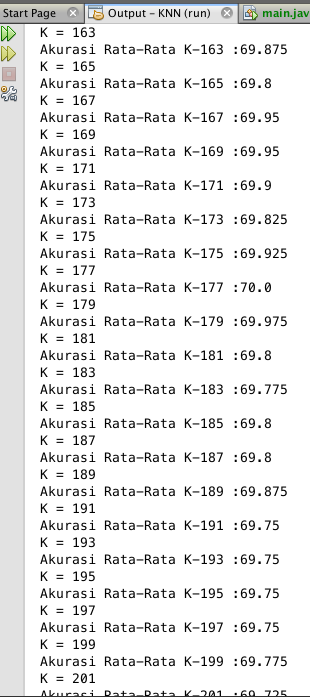 Start Page
Output – KNN (run)
main.jav
K = 163
Akurasi Rata-Rata K-163 :69.875
K = 165
Akurasi Rata-Rata K-165 :69.8
K = 167
Akurasi Rata-Rata K-167 :69.95
K = 169
Akurasi Rata-Rata K-169 :69.95
K = 171
Akurasi Rata-Rata K-171 :69.9
K = 173
Akurasi Rata-Rata K-173 :69.825
K = 175
Akurasi Rata-Rata K-175 :69.925
K = 177
Akurasi Rata-Rata K-177 :70.0
K = 179
Akurasi Rata-Rata K-179 :69.975
K = 181
Akurasi Rata-Rata K-181 :69.8
K = 183
Akurasi Rata-Rata K-183 :69.775
K = 185
Akurasi Rata-Rata K-185 :69.8
K = 187
Akurasi Rata-Rata K-187 :69.8
K = 189
Akurasi Rata-Rata K-189 :69.875
K = 191
Akurasi Rata-Rata K-191 :69.75
K = 193
Akurasi Rata-Rata K-193 :69.75
K = 195
Akurasi Rata-Rata K-195 :69.75
K = 197
Akurasi Rata-Rata K-197 :69.75
K = 199
Akurasi Rata-Rata K-199 :69.775
K = 201
Akurasi Rata-Rata K-201 :69.725